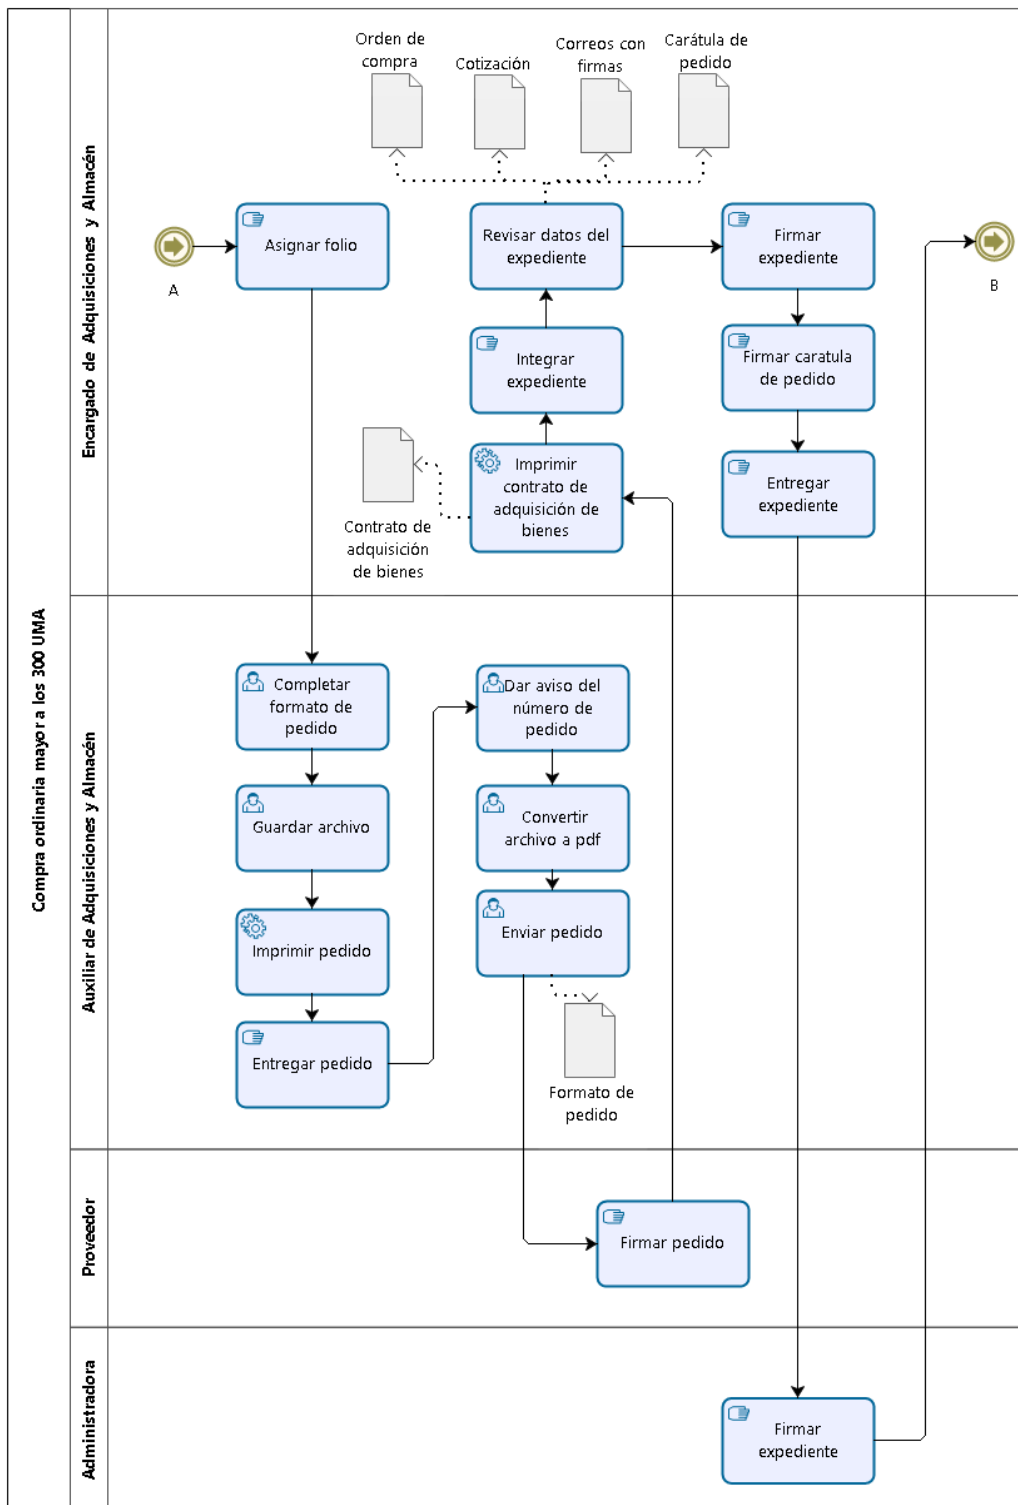 Compra ordinaria mayor a los 300 UMA
Encargado de Adquisiciones y Almacén
Orden de
compra
Cotización
Correos con
firmas
Carátula de
pedido
A
Asignar folio
Revisar datos del
expediente
Firmar
expediente
B
Integrar
expediente
Firmar caratula
de pedido
Imprimir
contrato de
adquisición de
bienes
Entregar
expediente
Contrato de
adquisición
de bienes
Auxiliar de Adquisiciones y Almacén
Completar
formato de
pedido
Dar aviso del
número de
pedido
Guardar archivo
Convertir
archivo a pdf
Imprimir pedido
Enviar pedido
Entregar pedido
Formato de
pedido
Proveedor
Firmar pedido
Administradora
Firmar
expediente